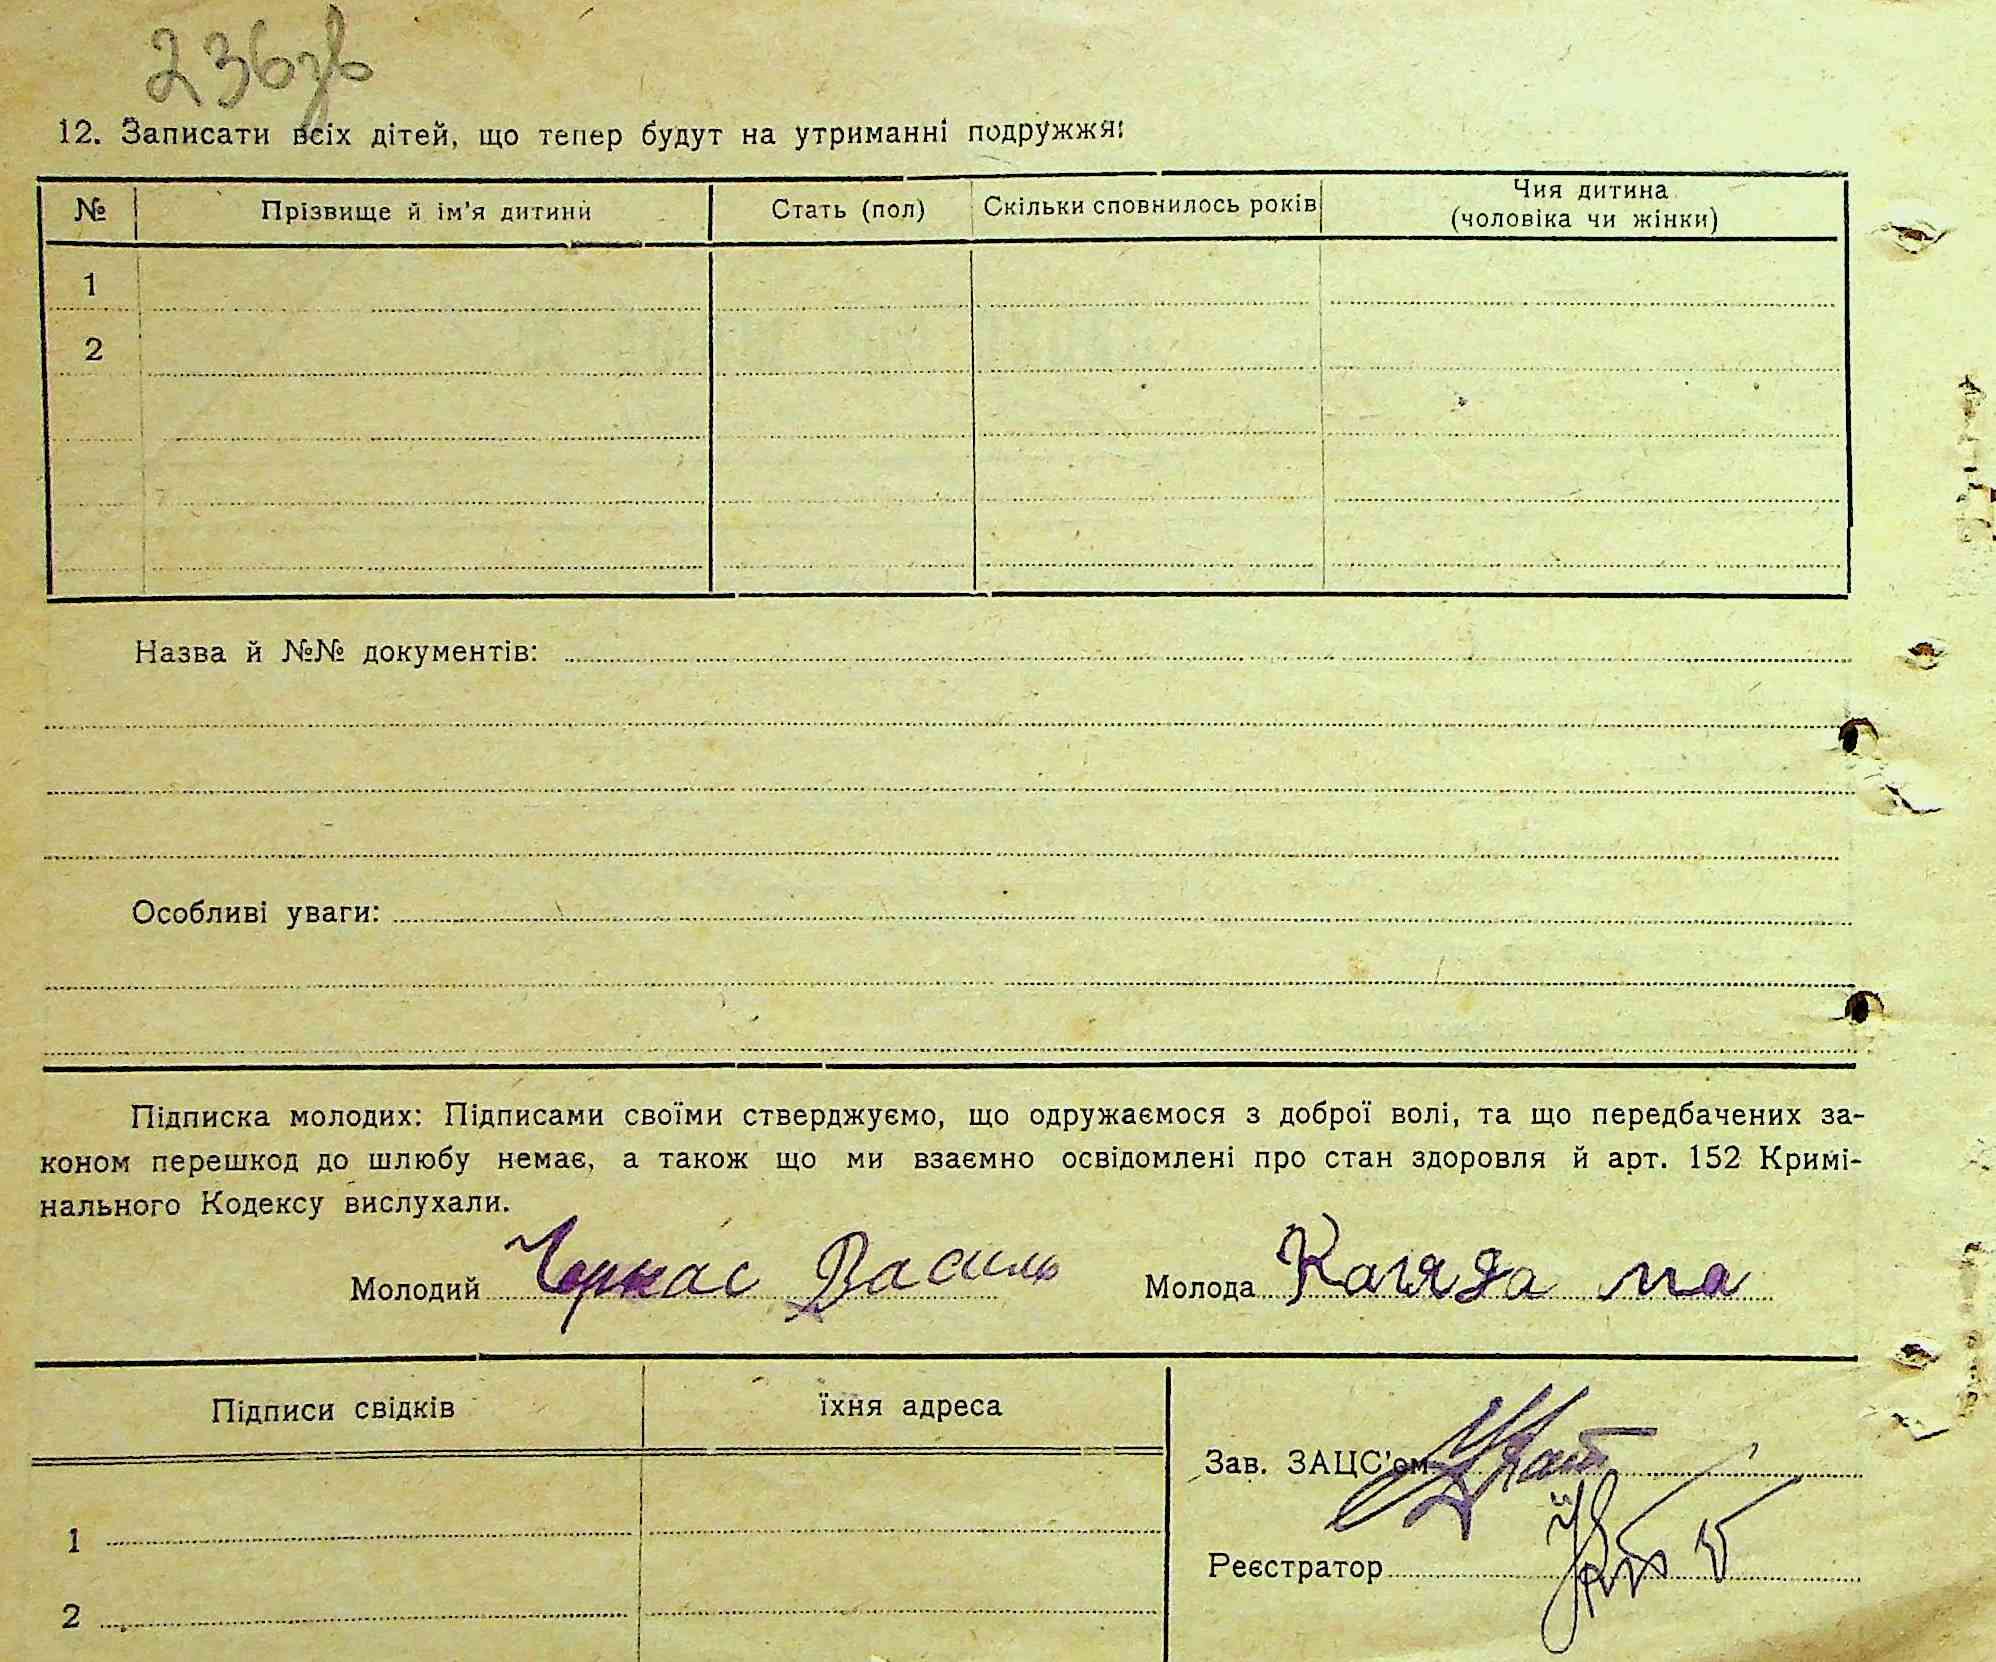 236зв
12. Записати всіх дітей, що тепер будут на утриманні подружжя:
№ Прізвище й ім'я дитини Стать (пол) Скільки сповнилось років Чия дитина (чоловіка чи жінки)
1
2
Назва й №№ документів:
Особливі уваги:
Підписка молодих: Підписами своїми стверджуємо, що одружаємося з доброї волі, та що передбачених за-
коном перешкод до шлюбу немає, а також що ми взаємно освідомлені про стан здоровля й арт. 152 Кримі-
нального Кодексу вислухали.
Молодий Черкас Василь Молода Каляда ма
Підписи свідків їхня адреса
Зав. ЗАЦС'ом
1
Реєстратор
2